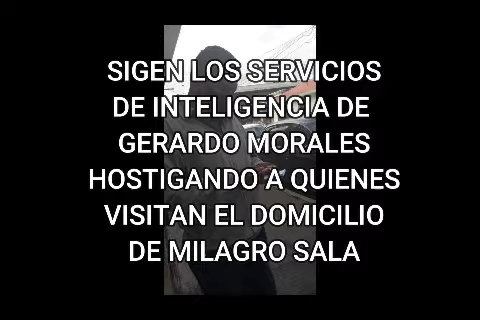 SIGEN LOS SERVICIOS
DE INTELIGENCIA DE
GERARDO MORALES
HOSTIGANDO A QUIENES
VISITAN EL DOMICILIO
DE MILAGRO SALA